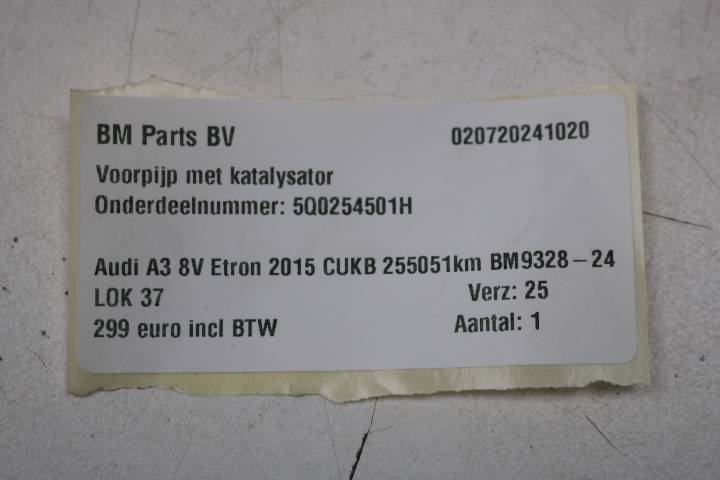 BM Parts BV 020720241020
Voorpijp met katalysator
Onderdeelnummer: 5Q0254501H
Audi A3 8V Etron 2015 CUKB 255051km BM9328-24
LOK 37 Verz: 25
299 euro incl BTW Aantal: 1